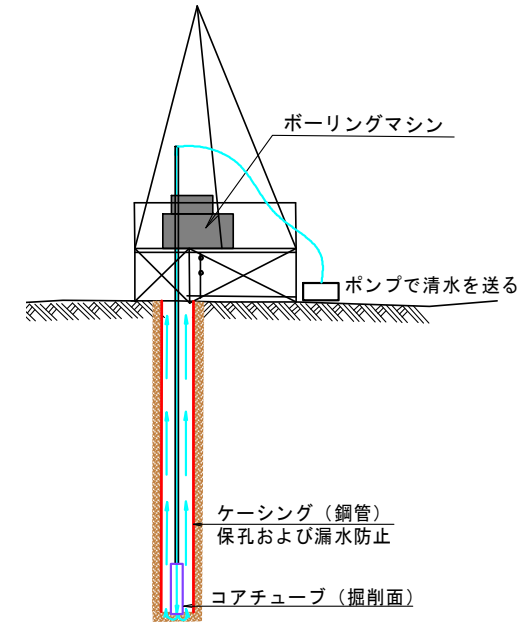 ボーリングマシン
ポンプで清水を送る
ケーシング（鋼管）
保孔および漏水防止
コアチューブ（掘削面）